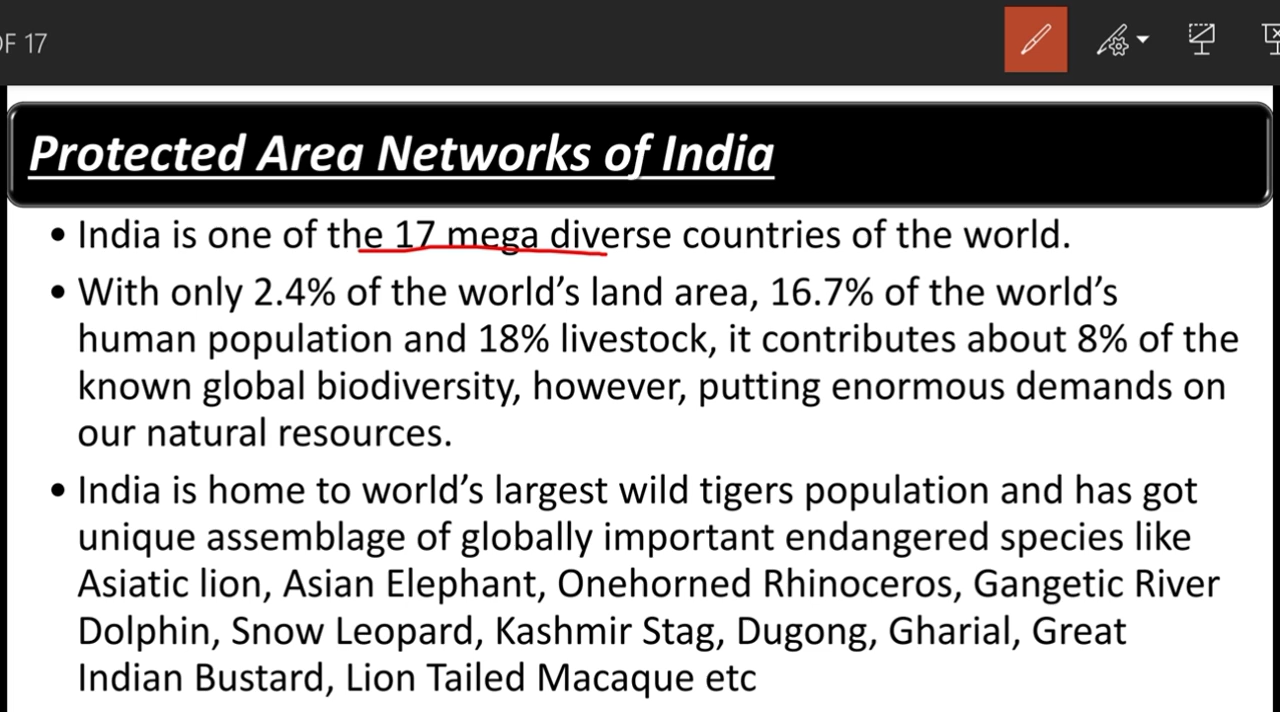 OF 17
Protected Area Networks of India
• India is one of the 17 mega diverse countries of the world.
• With only 2.4% of the world’s land area, 16.7% of the world’s
human population and 18% livestock, it contributes about 8% of the
known global biodiversity, however, putting enormous demands on
our natural resources.
• India is home to world’s largest wild tigers population and has got
unique assemblage of globally important endangered species like
Asiatic lion, Asian Elephant, Onehorned Rhinoceros, Gangetic River
Dolphin, Snow Leopard, Kashmir Stag, Dugong, Gharial, Great
Indian Bustard, Lion Tailed Macaque etc